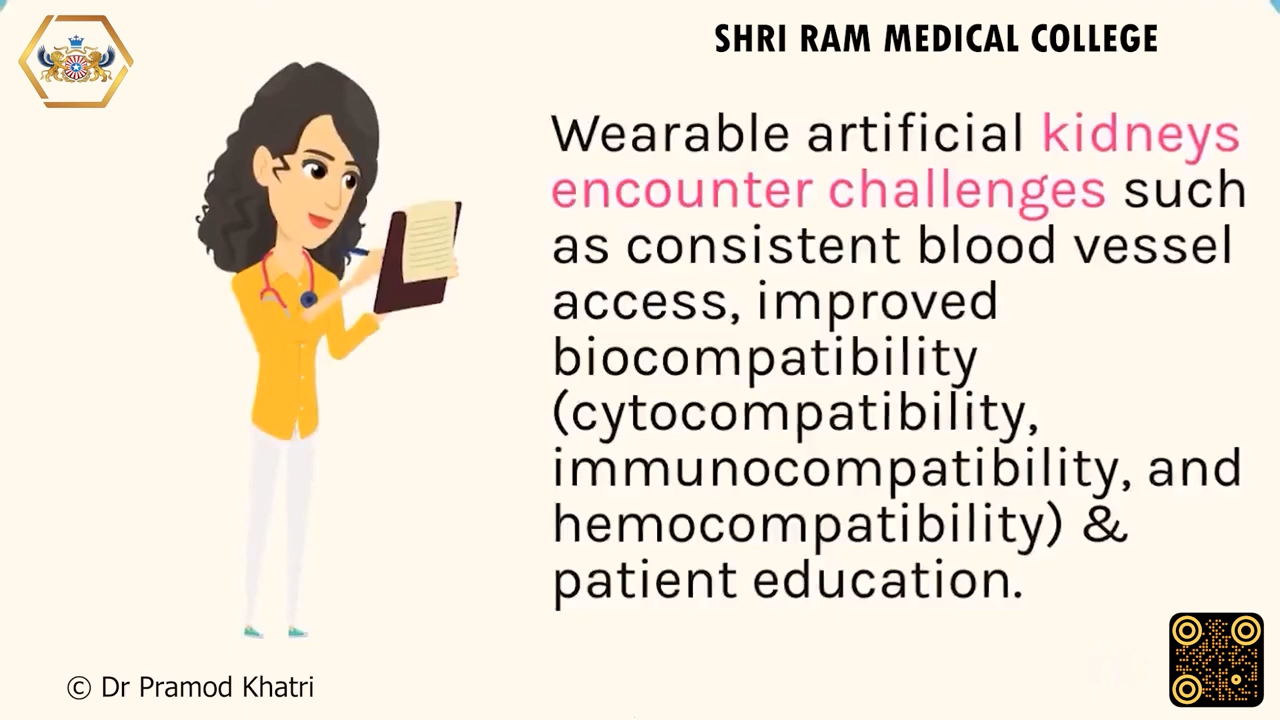 SHRI RAM MEDICAL COLLEGE
Wearable artificial kidneys
encounter challenges such
as consistent blood vessel
access, improved
biocompatibility
(cytocompatibility,
immunocompatibility, and
hemocompatibility) &
patient education.
© Dr Pramod Khatri